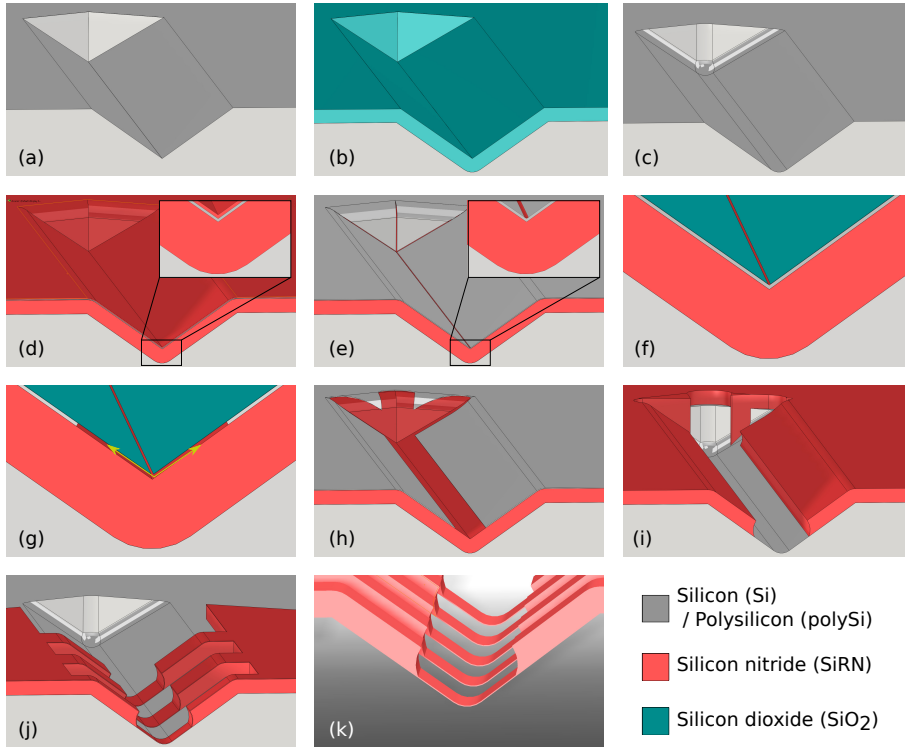 (a)
(b)
(c)
(d)
(e)
(f)
(g)
(h)
(i)
(j)
(k)
Silicon (Si)
/ Polysilicon (polySi)
Silicon nitride (SiRN)
Silicon dioxide (SiO2)